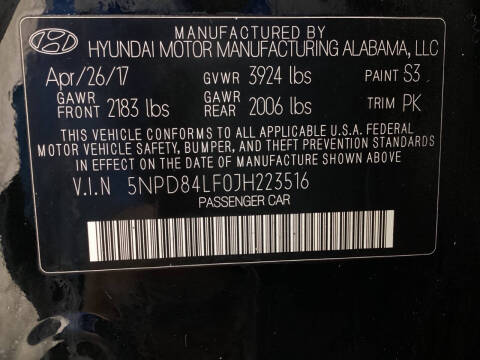 MANUFACTURED BY
HYUNDAI MOTOR MANUFACTURING ALABAMA, LLC
Apr/26/17 GVWR 3924 lbs PAINT S3
GAWR FRONT 2183 lbs GAWR REAR 2006 lbs TRIM PK
THIS VEHICLE CONFORMS TO ALL APPLICABLE U.S.A. FEDERAL
MOTOR VEHICLE SAFETY, BUMPER, AND THEFT PREVENTION STANDARDS
IN EFFECT ON THE DATE OF MANUFACTURE SHOWN ABOVE
V.I.N 5NPD84LF0JH223516
PASSENGER CAR